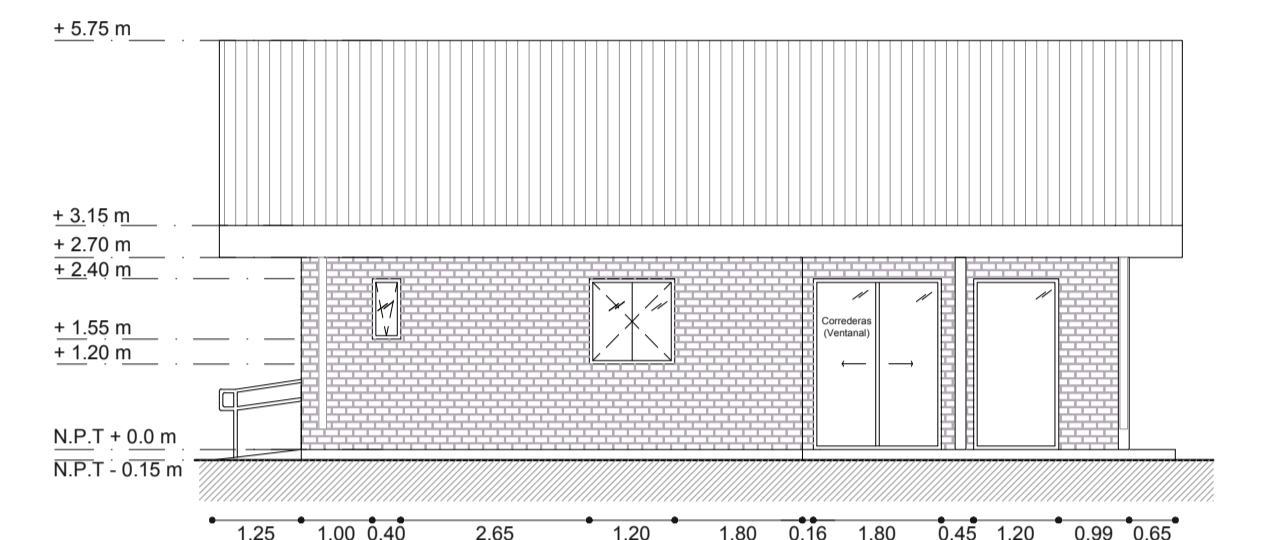 + 5.75 m
+ 3.15 m
+ 2.70 m
+ 2.40 m
+ 1.55 m
+ 1.20 m
Correderas
(Ventanal)
N.P.T + 0.0 m
N.P.T - 0.15 m
1.25 1.00 0.40 2.65 1.20 1.80 0.16 1.80 0.45 1.20 0.99 0.65